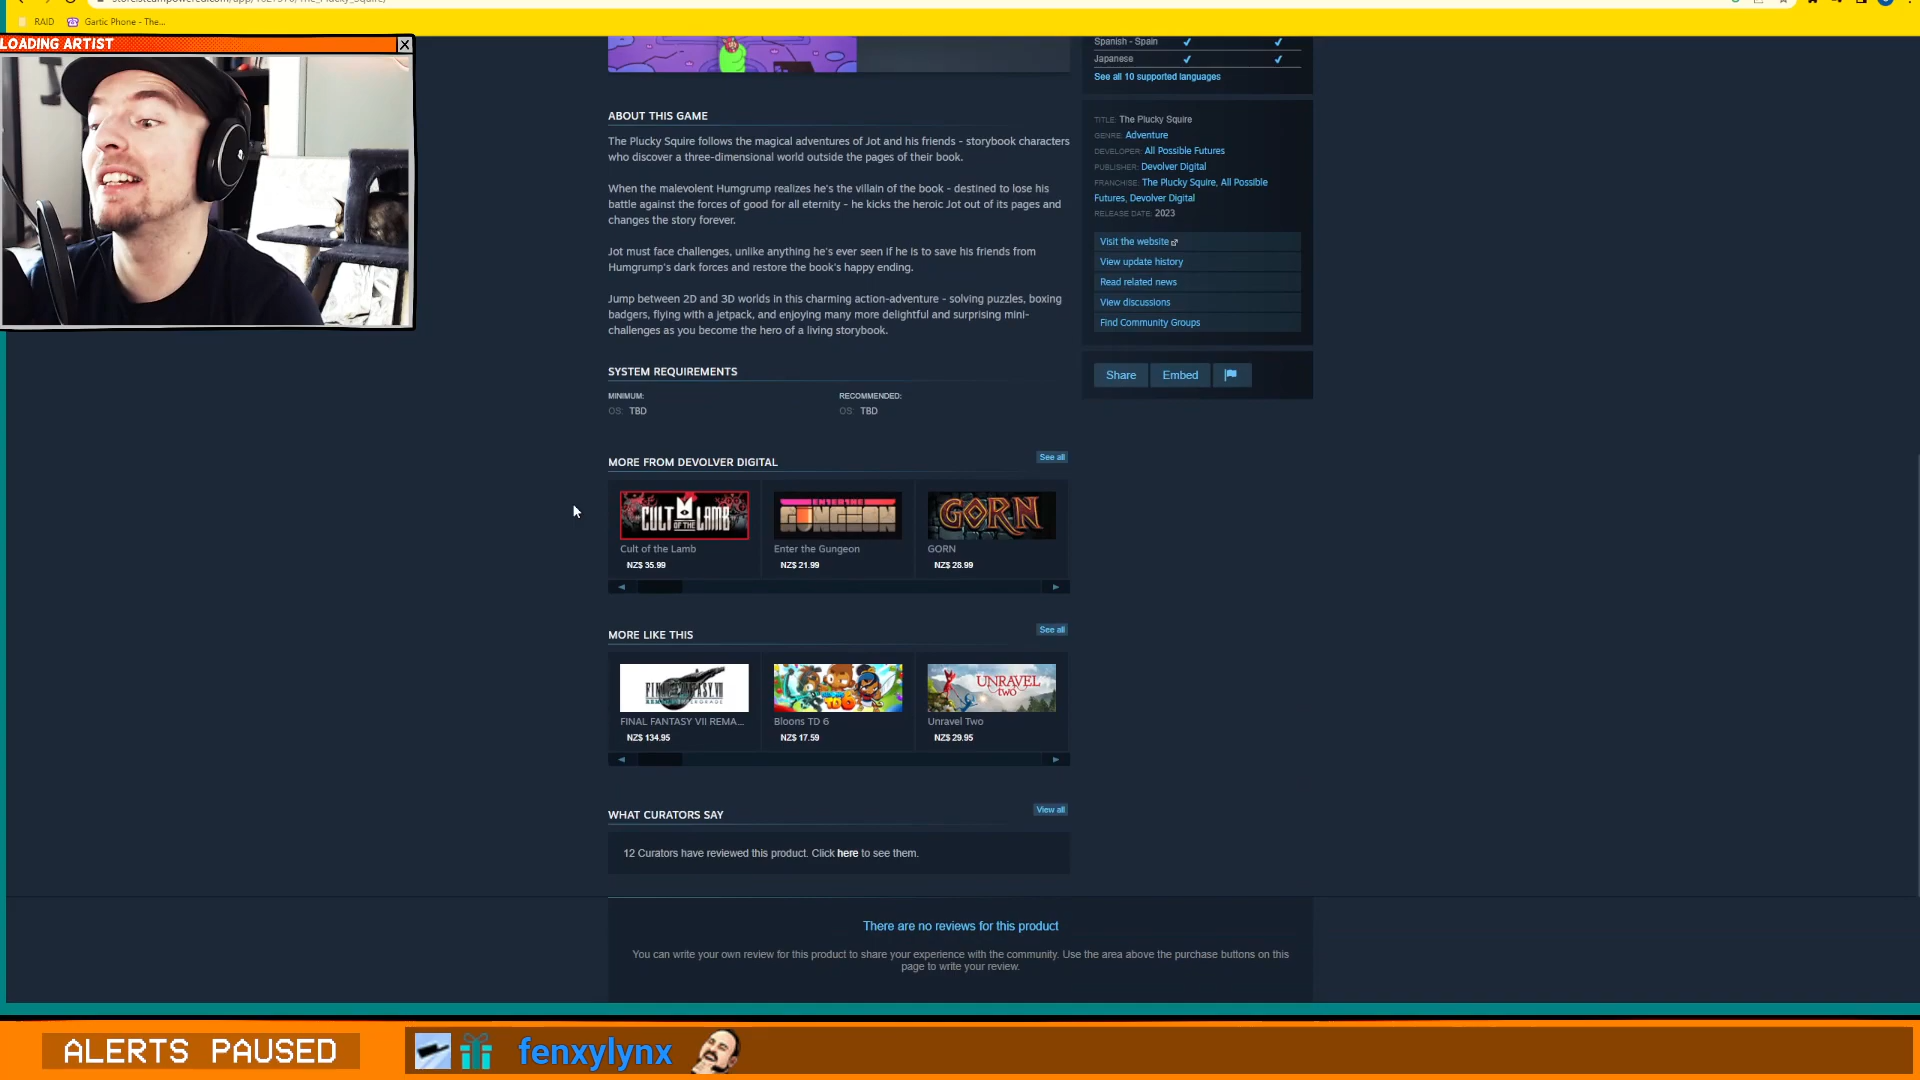 RAID
Gartic Phone - The...
LOADING ARTIST
X
Spanish - Spain
Japanese
See all 10 supported languages
ABOUT THIS GAME
The Plucky Squire follows the magical adventures of Jot and his friends - storybook characters
who discover a three-dimensional world outside the pages of their book.
When the malevolent Humgrump realizes he's the villain of the book - destined to lose his
battle against the forces of good for all eternity - he kicks the heroic Jot out of its pages and
changes the story forever.
Jot must face challenges, unlike anything he's ever seen if he is to save his friends from
Humgrump's dark forces and restore the book's happy ending.
Jump between 2D and 3D worlds in this charming action-adventure - solving puzzles, boxing
badgers, flying with a jetpack, and enjoying many more delightful and surprising mini-
challenges as you become the hero of a living storybook.
TITLE: The Plucky Squire
GENRE: Adventure
DEVELOPER: All Possible Futures
PUBLISHER: Devolver Digital
FRANCHISE: The Plucky Squire, All Possible
Futures, Devolver Digital
RELEASE DATE: 2023
Visit the website
View update history
Read related news
View discussions
Find Community Groups
Share Embed
SYSTEM REQUIREMENTS
MINIMUM: RECOMMENDED:
OS: TBD OS: TBD
MORE FROM DEVOLVER DIGITAL See all
CULT OF THE LAMB ENTER THE GUNGEON GORN
Cult of the Lamb Enter the Gungeon GORN
NZ$ 35.99 NZ$ 21.99 NZ$ 28.99
MORE LIKE THIS See all
FINAL FANTASY VII UNRAVEL TWO
FINAL FANTASY VII REMA... Bloons TD 6 Unravel Two
NZ$ 134.95 NZ$ 17.59 NZ$ 29.95
WHAT CURATORS SAY View all
12 Curators have reviewed this product. Click here to see them.
There are no reviews for this product
You can write your own review for this product to share your experience with the community. Use the area above the purchase buttons on this
page to write your review.
ALERTS PAUSED fenxylynx